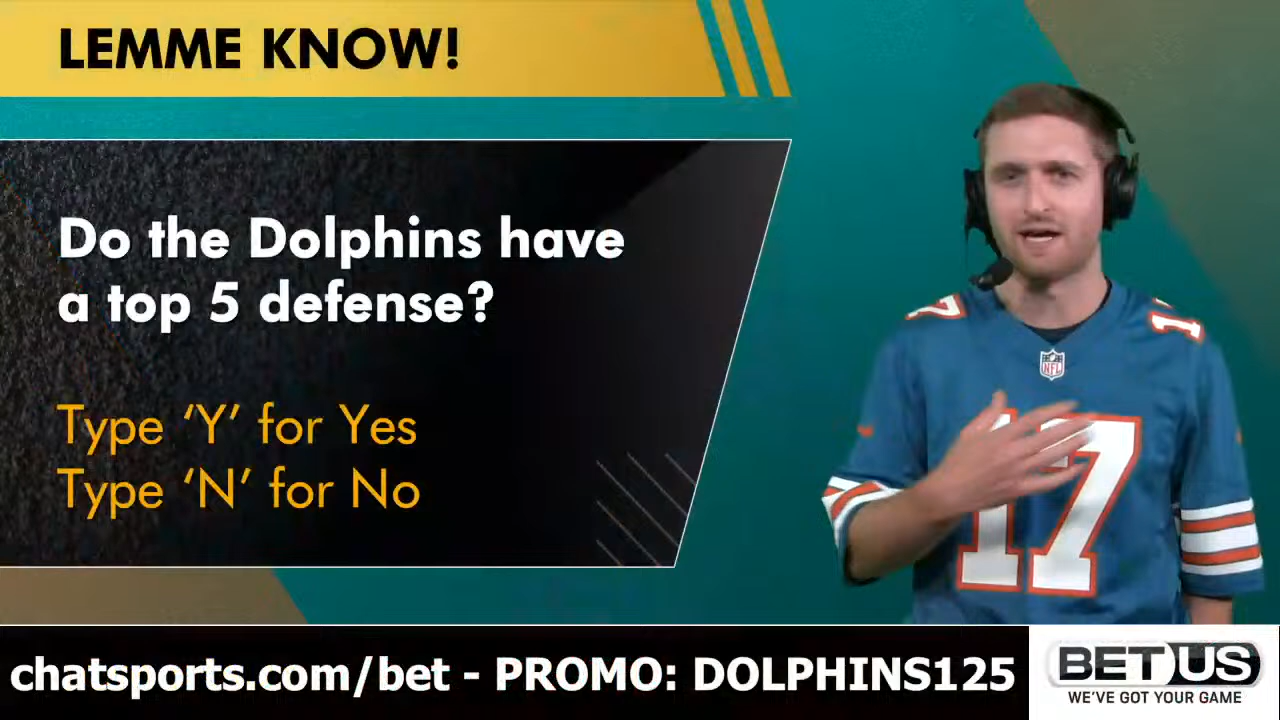 LEMME KNOW!
Do the Dolphins have
a top 5 defense?
Type ‘Y’ for Yes
Type ‘N’ for No
17
17
NFL
17
chatsports.com/bet - PROMO: DOLPHINS125
BETUS
WE'VE GOT YOUR GAME